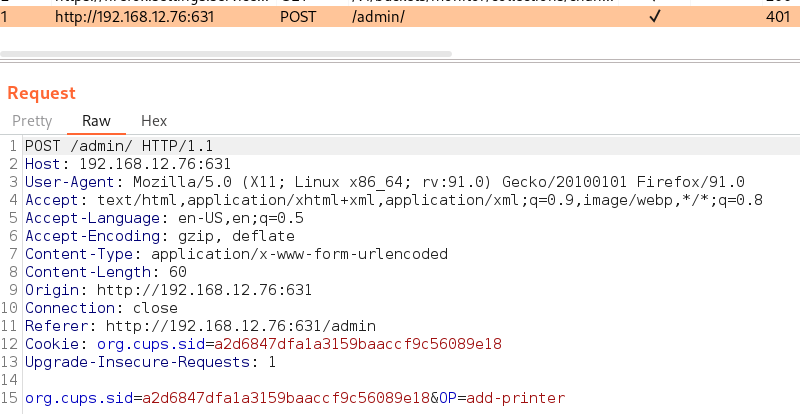 1 http://192.168.12.76:631 POST /admin/ ✓ 401
Request
Pretty Raw Hex
1 POST /admin/ HTTP/1.1
2 Host: 192.168.12.76:631
3 User-Agent: Mozilla/5.0 (X11; Linux x86_64; rv:91.0) Gecko/20100101 Firefox/91.0
4 Accept: text/html,application/xhtml+xml,application/xml;q=0.9,image/webp,*/*;q=0.8
5 Accept-Language: en-US,en;q=0.5
6 Accept-Encoding: gzip, deflate
7 Content-Type: application/x-www-form-urlencoded
8 Content-Length: 60
9 Origin: http://192.168.12.76:631
10 Connection: close
11 Referer: http://192.168.12.76:631/admin
12 Cookie: org.cups.sid=a2d6847dfa1a3159baaccf9c56089e18
13 Upgrade-Insecure-Requests: 1
14
15 org.cups.sid=a2d6847dfa1a3159baaccf9c56089e18&OP=add-printer